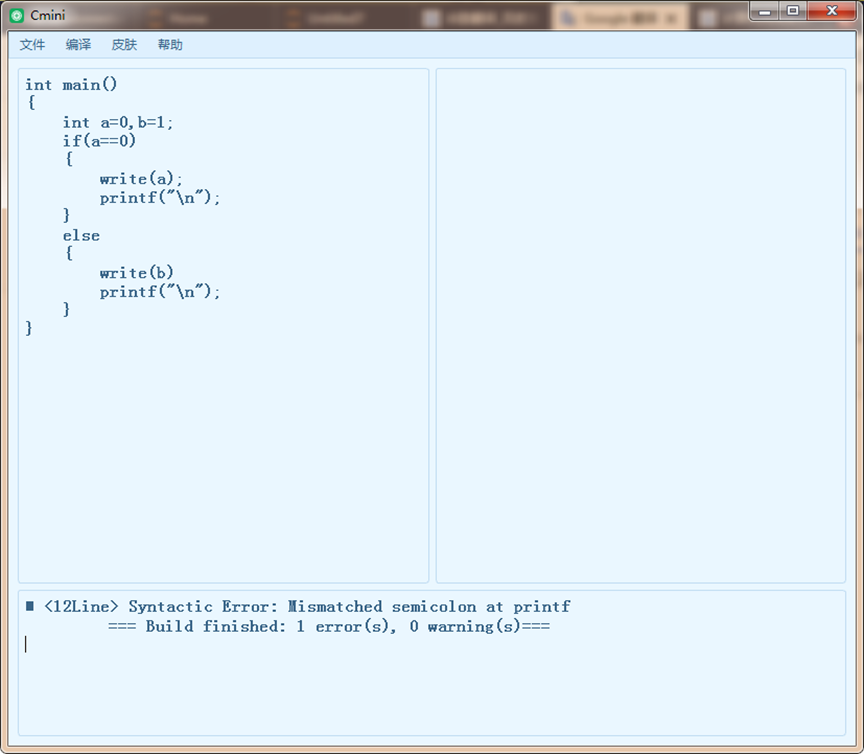 Cmini
文件 编译 皮肤 帮助
int main()
{
    int a=0,b=1;
    if(a==0)
    {
        write(a);
        printf("\n");
    }
    else
    {
        write(b)
        printf("\n");
    }
}
<12Line> Syntactic Error: Mismatched semicolon at printf
=== Build finished: 1 error(s), 0 warning(s)===